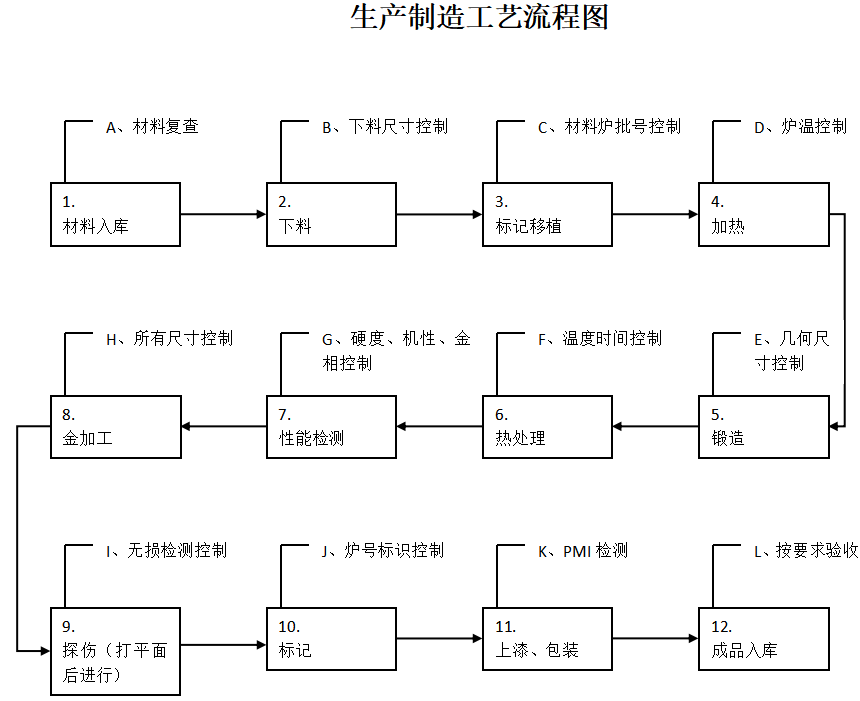 生产制造工艺流程图
A、材料复查
B、下料尺寸控制
C、材料炉批号控制
D、炉温控制
1.
材料入库
2.
下料
3.
标记移植
4.
加热
H、所有尺寸控制
G、硬度、机性、金
相控制
F、温度时间控制
E、几何尺
寸控制
8.
金加工
7.
性能检测
6.
热处理
5.
锻造
I、无损检测控制
J、炉号标识控制
K、PMI 检测
L、按要求验收
9.
探伤（打平面
后进行）
10.
标记
11.
上漆、包装
12.
成品入库